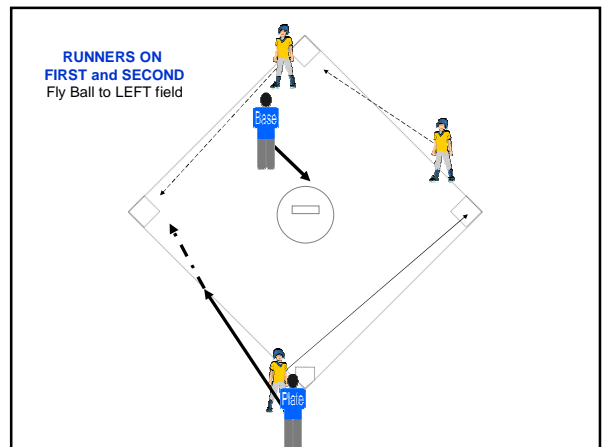 RUNNERS ON
FIRST and SECOND
Fly Ball to LEFT field
Base
Plate